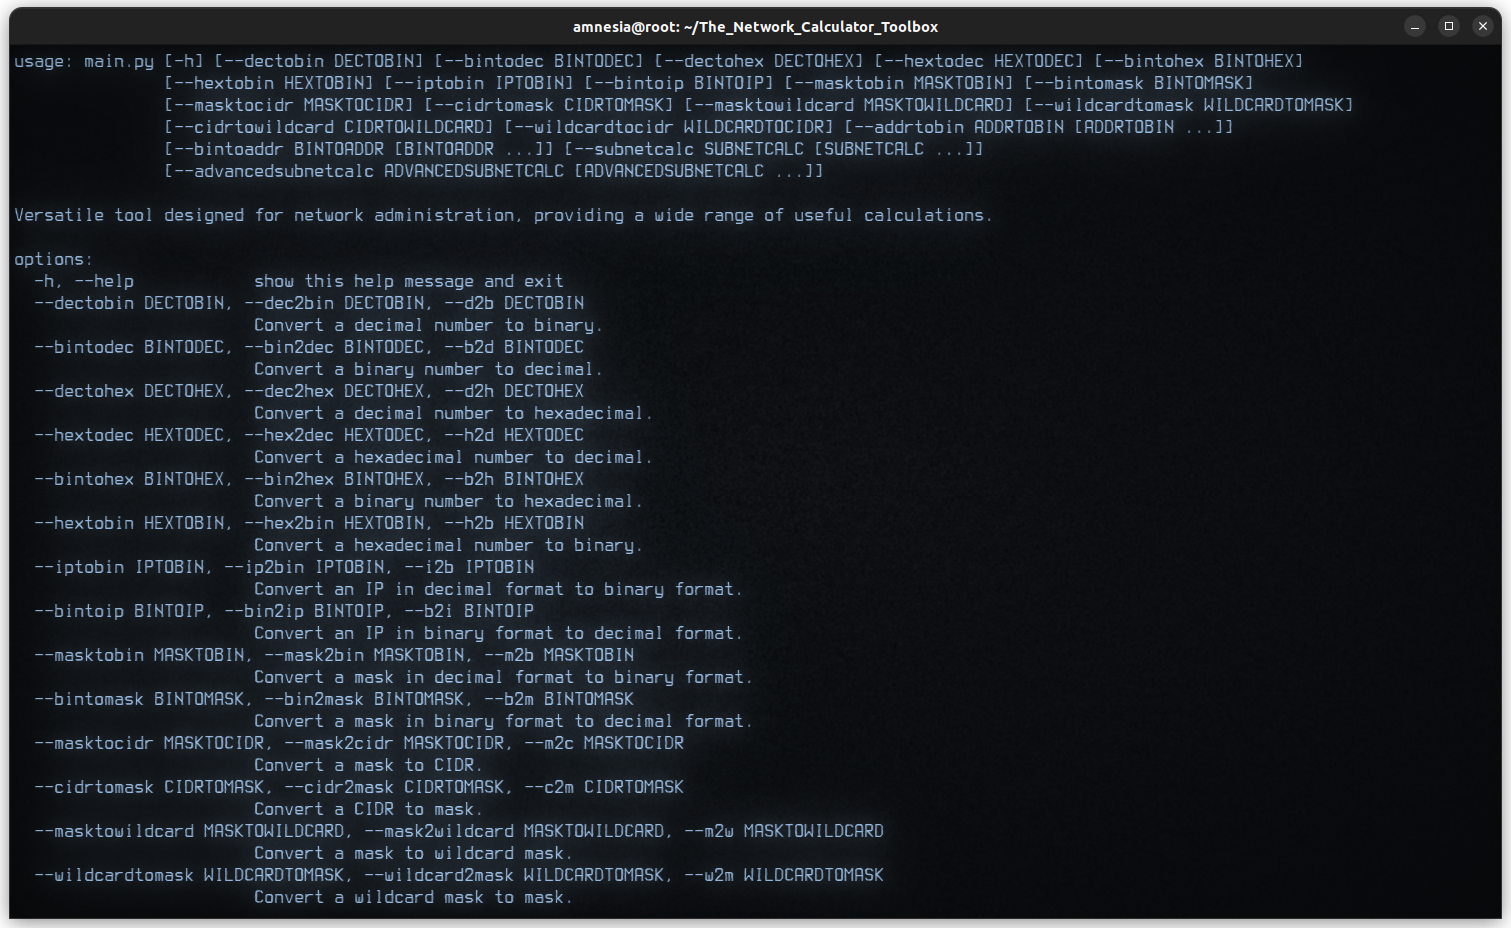 amnesia@root: ~/The_Network_Calculator_Toolbox
usage: main.py [-h] [--dectobin DECTOBIN] [--bintodec BINTODEC] [--dectohex DECTOHEX] [--hextodec HEXTODEC] [--bintohex BINTOHEX]
[--hextobin HEXTOBIN] [--iptobin IPTOBIN] [--bintoip BINTOIP] [--masktobin MASKTOBIN] [--bintomask BINTOMASK]
[--masktocidr MASKTOCIDR] [--cidrtomask CIDRTOMASK] [--masktowildcard MASKTOWILDCARD] [--wildcardtomask WILDCARDTOMASK]
[--cidrtowildcard CIDRTOWILDCARD] [--wildcardtocidr WILDCARDTOCIDR] [--addrtobin ADDRTOBIN [ADDRTOBIN ...]]
[--bintoaddr BINTOADDR [BINTOADDR ...]] [--subnetcalc SUBNETCALC [SUBNETCALC ...]]
[--advancedsubnetcalc ADVANCEDSUBNETCALC [ADVANCEDSUBNETCALC ...]]
Versatile tool designed for network administration, providing a wide range of useful calculations.
options:
-h, --help show this help message and exit
--dectobin DECTOBIN, --dec2bin DECTOBIN, --d2b DECTOBIN
Convert a decimal number to binary.
--bintodec BINTODEC, --bin2dec BINTODEC, --b2d BINTODEC
Convert a binary number to decimal.
--dectohex DECTOHEX, --dec2hex DECTOHEX, --d2h DECTOHEX
Convert a decimal number to hexadecimal.
--hextodec HEXTODEC, --hex2dec HEXTODEC, --h2d HEXTODEC
Convert a hexadecimal number to decimal.
--bintohex BINTOHEX, --bin2hex BINTOHEX, --b2h BINTOHEX
Convert a binary number to hexadecimal.
--hextobin HEXTOBIN, --hex2bin HEXTOBIN, --h2b HEXTOBIN
Convert a hexadecimal number to binary.
--iptobin IPTOBIN, --ip2bin IPTOBIN, --i2b IPTOBIN
Convert an IP in decimal format to binary format.
--bintoip BINTOIP, --bin2ip BINTOIP, --b2i BINTOIP
Convert an IP in binary format to decimal format.
--masktobin MASKTOBIN, --mask2bin MASKTOBIN, --m2b MASKTOBIN
Convert a mask in decimal format to binary format.
--bintomask BINTOMASK, --bin2mask BINTOMASK, --b2m BINTOMASK
Convert a mask in binary format to decimal format.
--masktocidr MASKTOCIDR, --mask2cidr MASKTOCIDR, --m2c MASKTOCIDR
Convert a mask to CIDR.
--cidrtomask CIDRTOMASK, --cidr2mask CIDRTOMASK, --c2m CIDRTOMASK
Convert a CIDR to mask.
--masktowildcard MASKTOWILDCARD, --mask2wildcard MASKTOWILDCARD, --m2w MASKTOWILDCARD
Convert a mask to wildcard mask.
--wildcardtomask WILDCARDTOMASK, --wildcard2mask WILDCARDTOMASK, --w2m WILDCARDTOMASK
Convert a wildcard mask to mask.